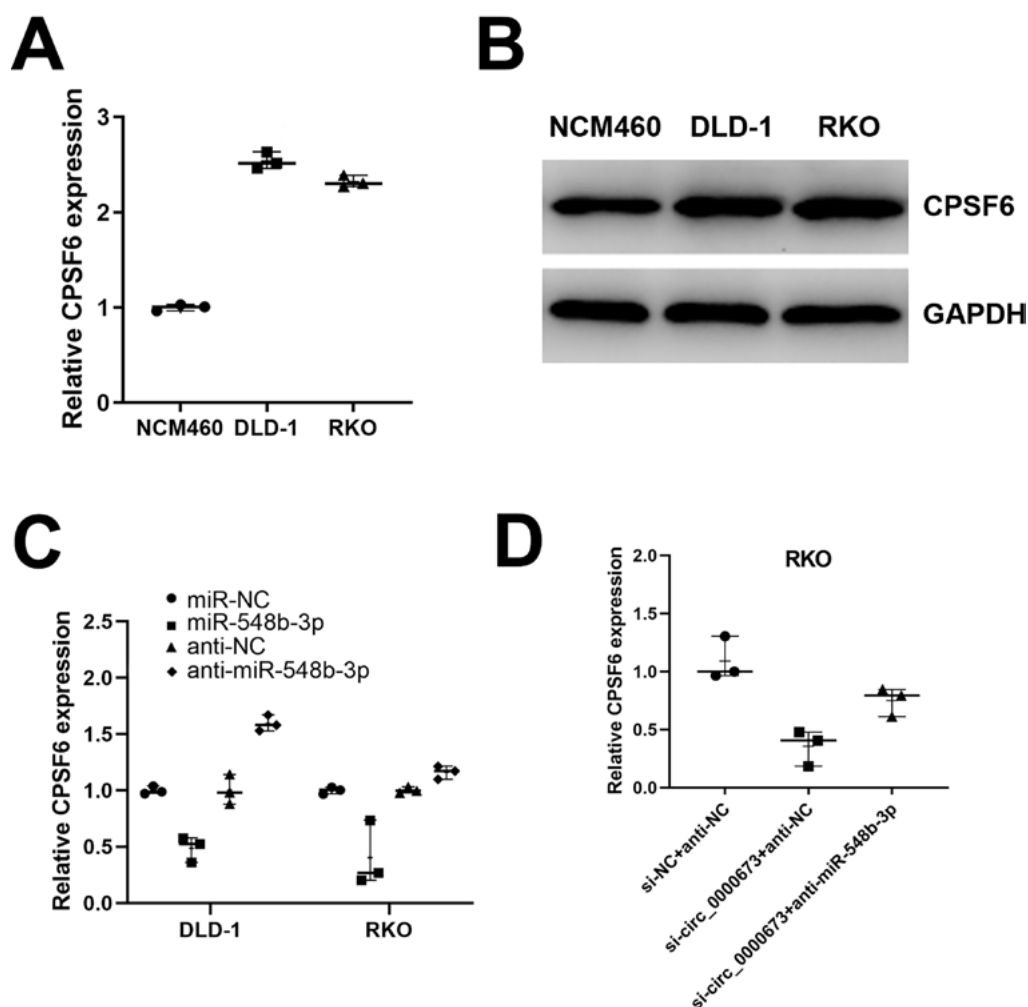 A
Relative CPSF6 expression
3
2
1
0
NCM460 DLD-1 RKO
B
NCM460 DLD-1 RKO
CPSF6
GAPDH
C
miR-NC
miR-548b-3p
anti-NC
anti-miR-548b-3p
Relative CPSF6 expression
2.5
2.0
1.5
1.0
0.5
0.0
DLD-1 RKO
D
RKO
Relative CPSF6 expression
2.0
1.5
1.0
0.5
0.0
si-NC+anti-NC
si-circ_0000673+anti-NC
si-circ_0000673+anti-miR-548b-3p